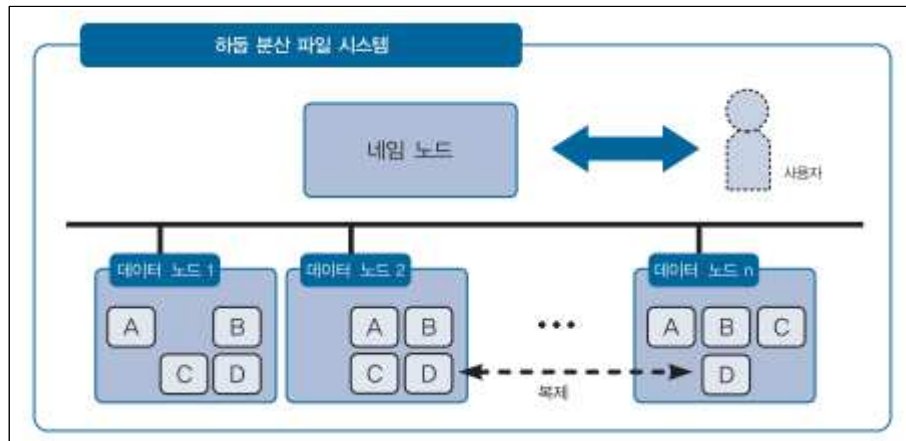 하둡 분산 파일 시스템
네임 노드
사용자
데이터 노드 1
데이터 노드 2
데이터 노드 n
A B
C D
A B
C D
...
A B C
D
복제